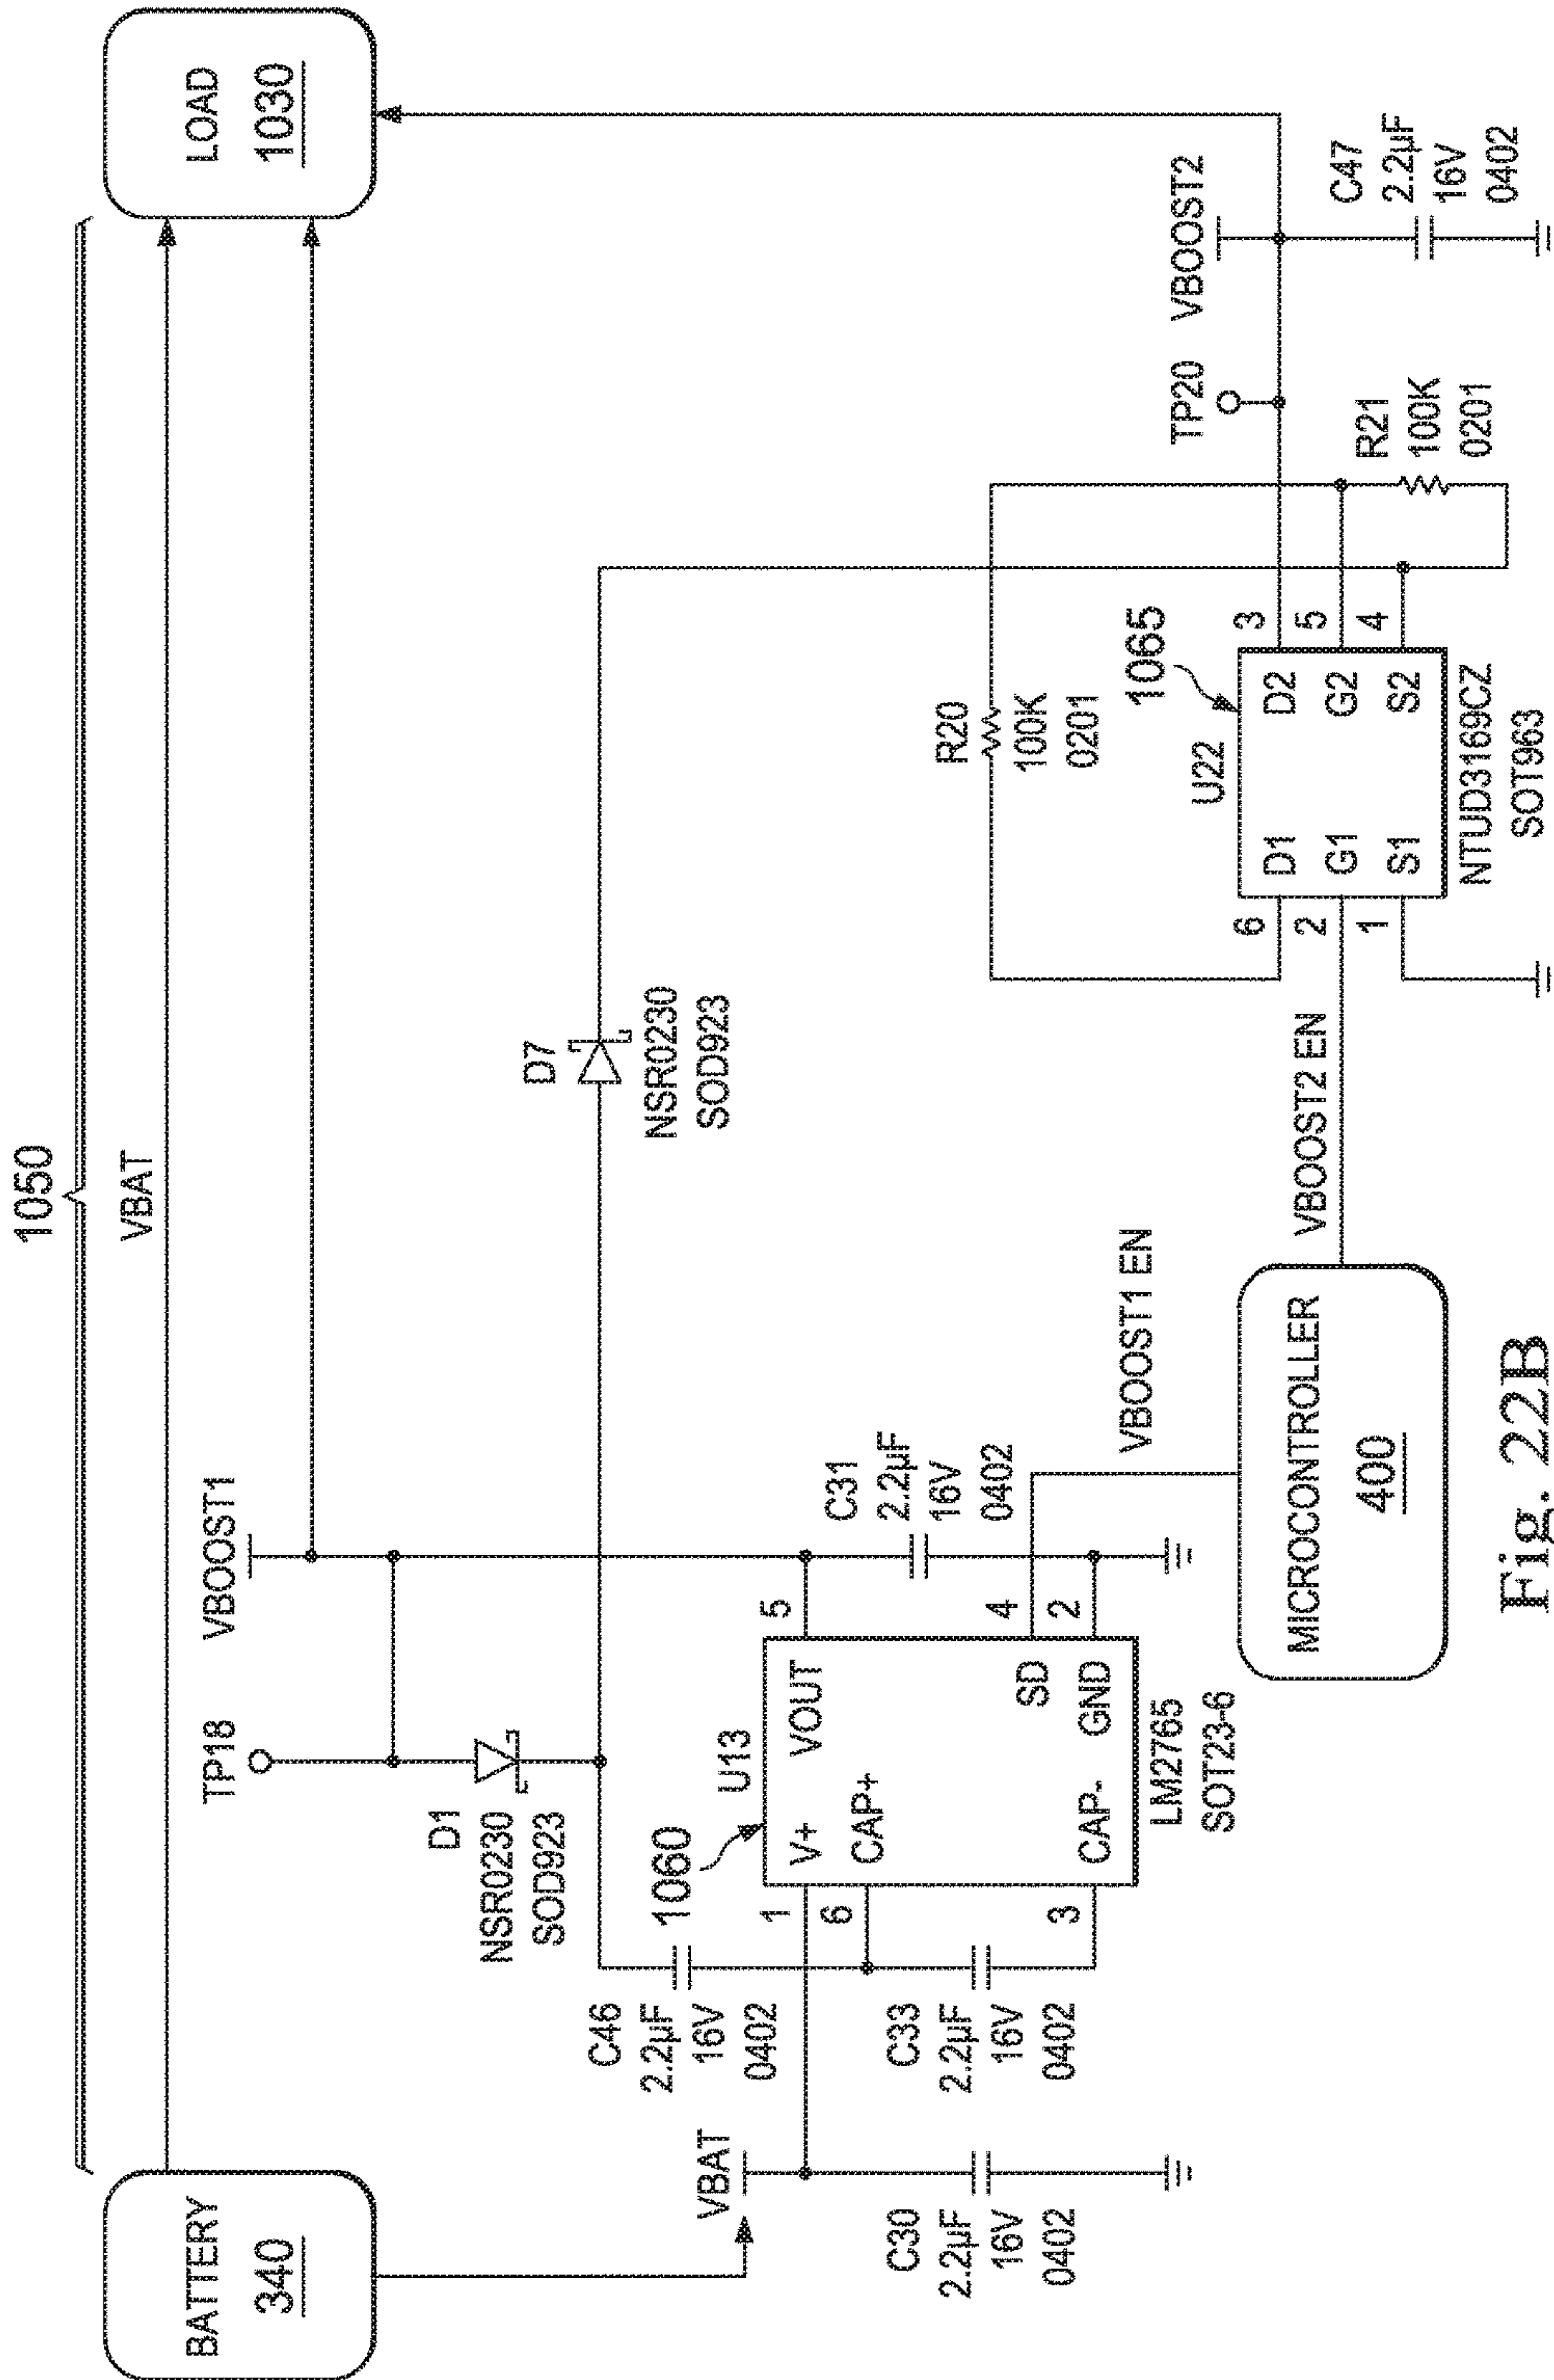 1050
BATTERY
340
VBAT
LOAD
1030
VBOOST1
TP18
D1
NSR0230
SOD923
D7
NSR0230
SOD923
VBAT
C46
2.2µF
16V
0402
1060
U13
1
6
3
V+
CAP+
CAP-
VOUT
SD
GND
5
4
2
LM2765
SOT23-6
C30
2.2µF
16V
0402
C33
2.2µF
16V
0402
C31
2.2µF
16V
0402
VBOOST1 EN
MICROCONTROLLER
400
VBOOST2 EN
R20
100K
0201
1065
U22
6
2
1
D1
G1
S1
D2
G2
S2
3
5
4
NTUD3169CZ
SOT963
TP20
VBOOST2
R21
100K
0201
C47
2.2µF
16V
0402
Fig. 22B